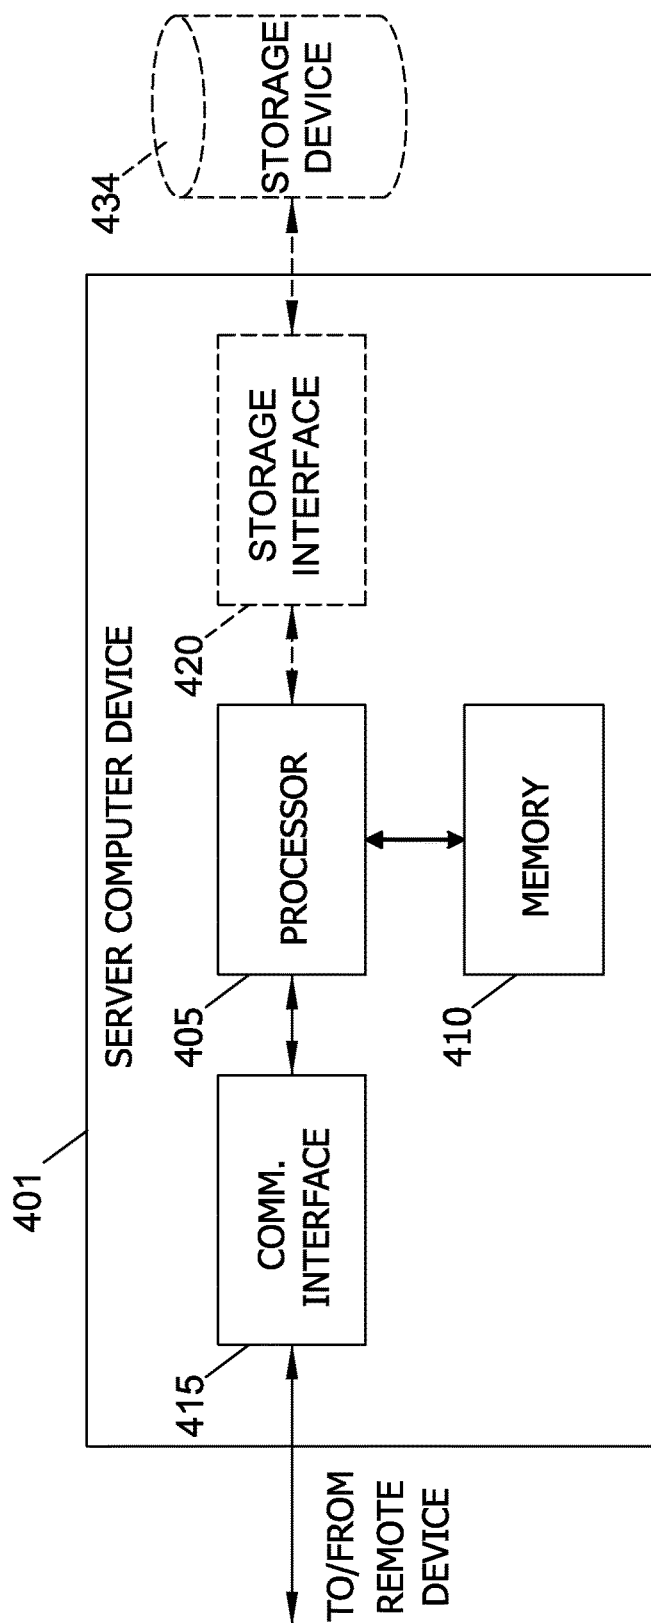 401
SERVER COMPUTER DEVICE
434
STORAGE
DEVICE
415
COMM.
INTERFACE
405
PROCESSOR
420
STORAGE
INTERFACE
410
MEMORY
TO/FROM
REMOTE
DEVICE